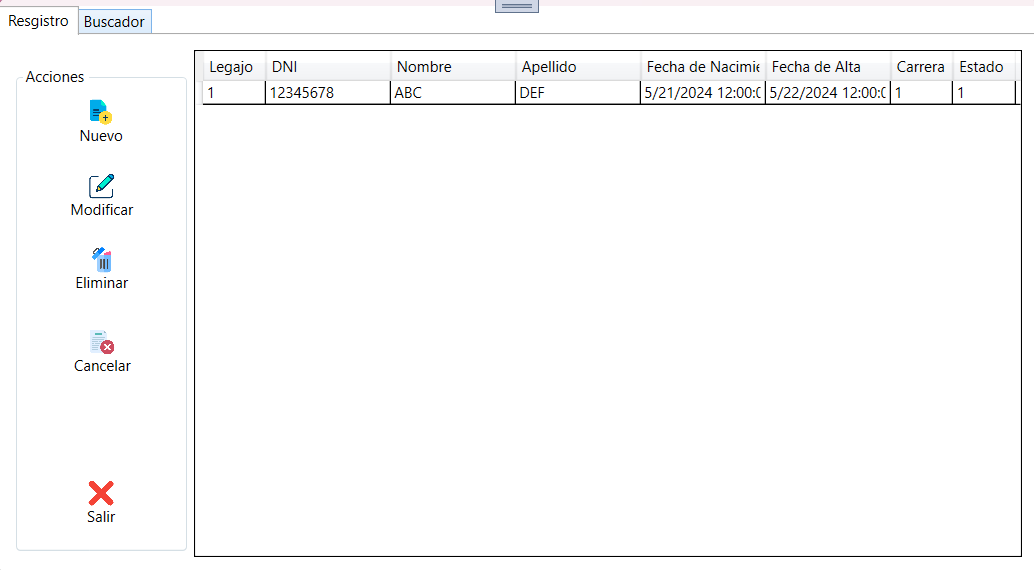 Resgistro Buscador
Acciones
Nuevo
Modificar
Eliminar
Cancelar
Salir
Legajo DNI Nombre Apellido Fecha de Nacimie Fecha de Alta Carrera Estado
1 12345678 ABC DEF 5/21/2024 12:00:0 5/22/2024 12:00:0 1 1